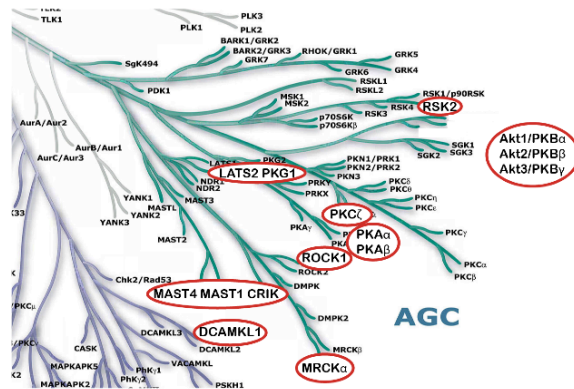 TLK1
PLK3
PLK1
PLK2
BARK1/GRK2
BARK2/GRK3
RHOK/GRK1
GRK5
GRK7
SgK494
GRK6
GRK4
PDK1
RSKL1
RSKL2
MSK1
MSK2
RSK1/p90RSK
RSK4
RSK2
p70S6K
RSK3
p70S6Kβ
AurA/Aur2
Akt1/PKBα
Akt2/PKBβ
Akt3/PKBγ
SGK1
SGK2
SGK3
AurB/Aur1
AurC/Aur3
PKG2
LATS2 PKG1
PKN1/PRK1
PKN2/PRK2
PKN3
NDR1
NDR2
PRKY
PRKX
PKCδ
PKCθ
YANK1
YANK2
YANK3
MASTL
MAST3
PKCη
PKCε
PKCζ
PKAγ
PKCγ
MAST2
PKAα
PKAβ
ROCK1
ROCK2
PKCα
PKCβ
Chk2/Rad53
DMPK
MAST4 MAST1 CRIK
PKCμ
AGC
DMPK2
DCAMKL3
DCAMKL1
DCAMKL2
CASK
MRCKβ
VACAMKL
MAPKAPK5
MAPKAPK2
PhKγ1
PhKγ2
MRCKα
PSKH1